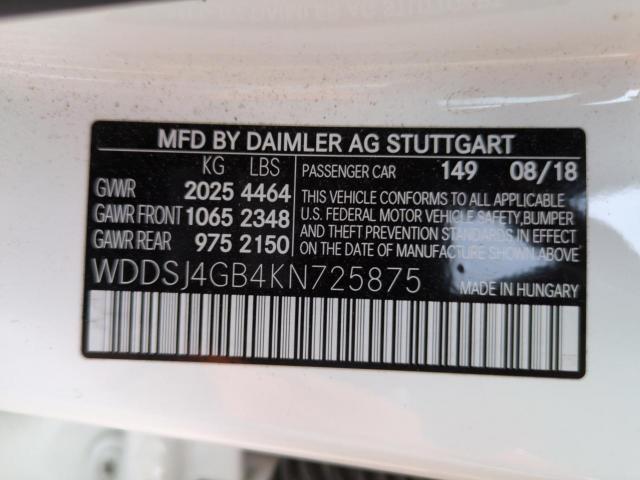 MFD BY DAIMLER AG STUTTGART
KG LBS PASSENGER CAR 149 08/18
GVWR 2025 4464
GAWR FRONT 1065 2348
GAWR REAR 975 2150
THIS VEHICLE CONFORMS TO ALL APPLICABLE
U.S. FEDERAL MOTOR VEHICLE SAFETY, BUMPER
AND THEFT PREVENTION STANDARDS IN EFFECT
ON THE DATE OF MANUFACTURE SHOWN ABOVE.
WDDSJ4GB4KN725875 MADE IN HUNGARY